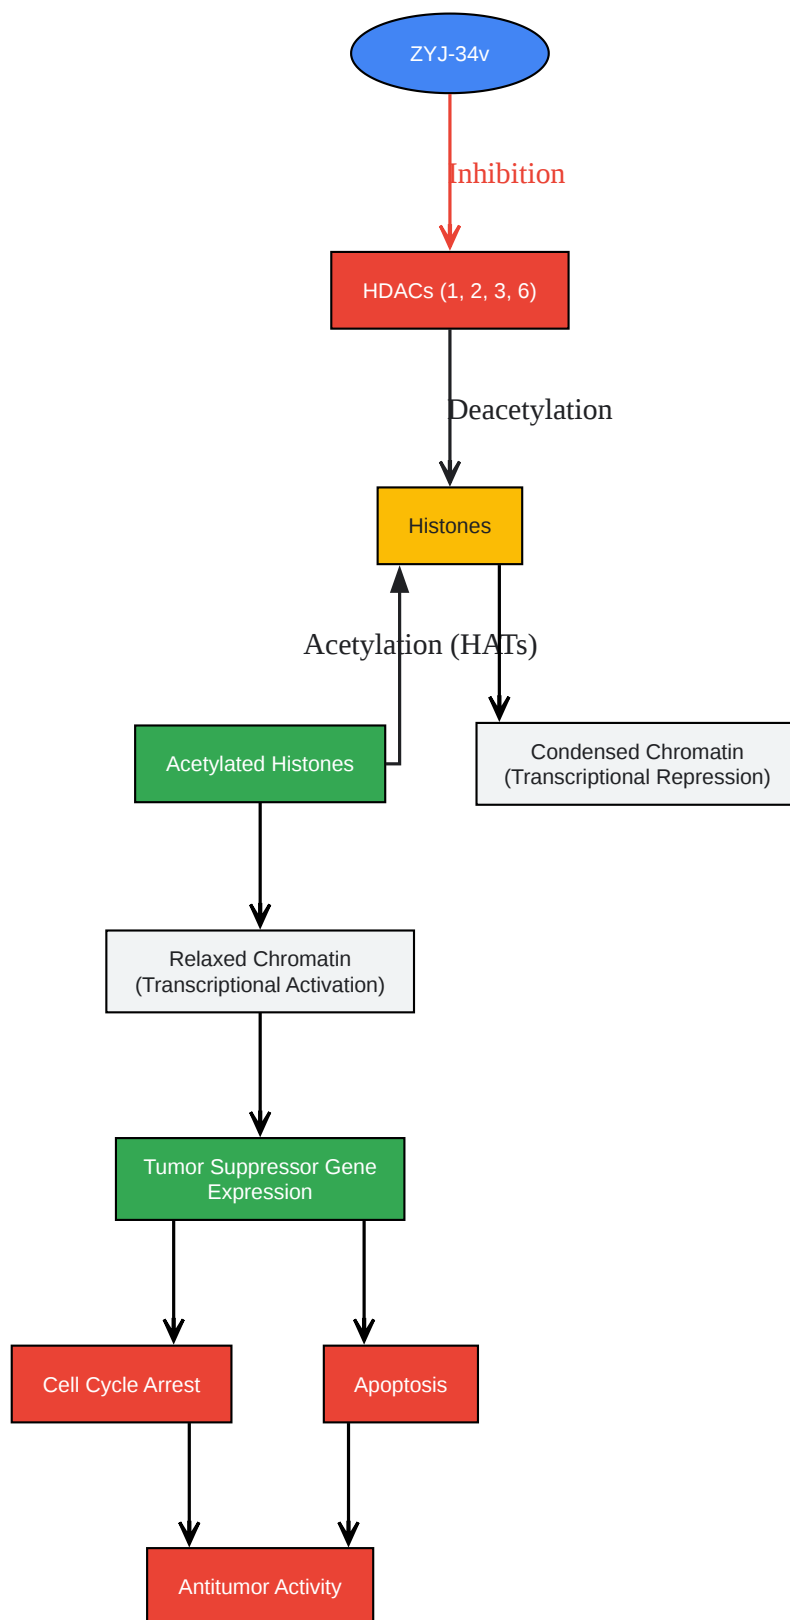 ZYJ-34v
Inhibition
HDACs (1, 2, 3, 6)
Deacetylation
Histones
Acetylation (HATs)
Acetylated Histones
Condensed Chromatin
(Transcriptional Repression)
Relaxed Chromatin
(Transcriptional Activation)
Tumor Suppressor Gene
Expression
Cell Cycle Arrest
Apoptosis
Antitumor Activity